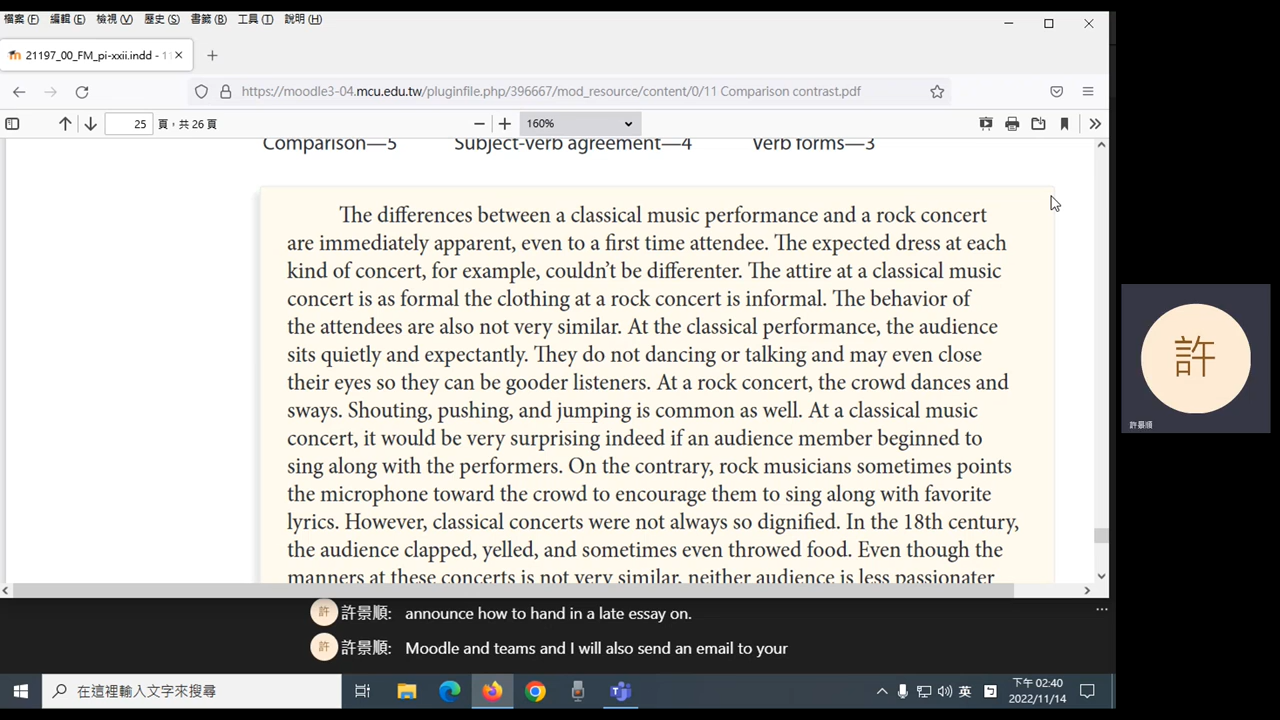 檔案(F) 編輯(E) 檢視(V) 歷史(S) 書籤(B) 工具(T) 說明(H)
21197_00_FM_pi-xxii.indd - 1
https://moodle3-04.mcu.edu.tw/pluginfile.php/396667/mod_resource/content/0/11 Comparison contrast.pdf
25 頁，共 26 頁 160%
Comparison—5 Subject-verb agreement—4 Verb forms—3
The differences between a classical music performance and a rock concert
are immediately apparent, even to a first time attendee. The expected dress at each
kind of concert, for example, couldn't be differenter. The attire at a classical music
concert is as formal the clothing at a rock concert is informal. The behavior of
the attendees are also not very similar. At the classical performance, the audience
sits quietly and expectantly. They do not dancing or talking and may even close
their eyes so they can be gooder listeners. At a rock concert, the crowd dances and
sways. Shouting, pushing, and jumping is common as well. At a classical music
concert, it would be very surprising indeed if an audience member beginned to
sing along with the performers. On the contrary, rock musicians sometimes points
the microphone toward the crowd to encourage them to sing along with favorite
lyrics. However, classical concerts were not always so dignified. In the 18th century,
the audience clapped, yelled, and sometimes even throwed food. Even though the
manners at these concerts is not very similar, neither audience is less passionater
許
許景順
許 許景順: announce how to hand in a late essay on.
許 許景順: Moodle and teams and I will also send an email to your
在這裡輸入文字來搜尋
英
下午 02:40
2022/11/14